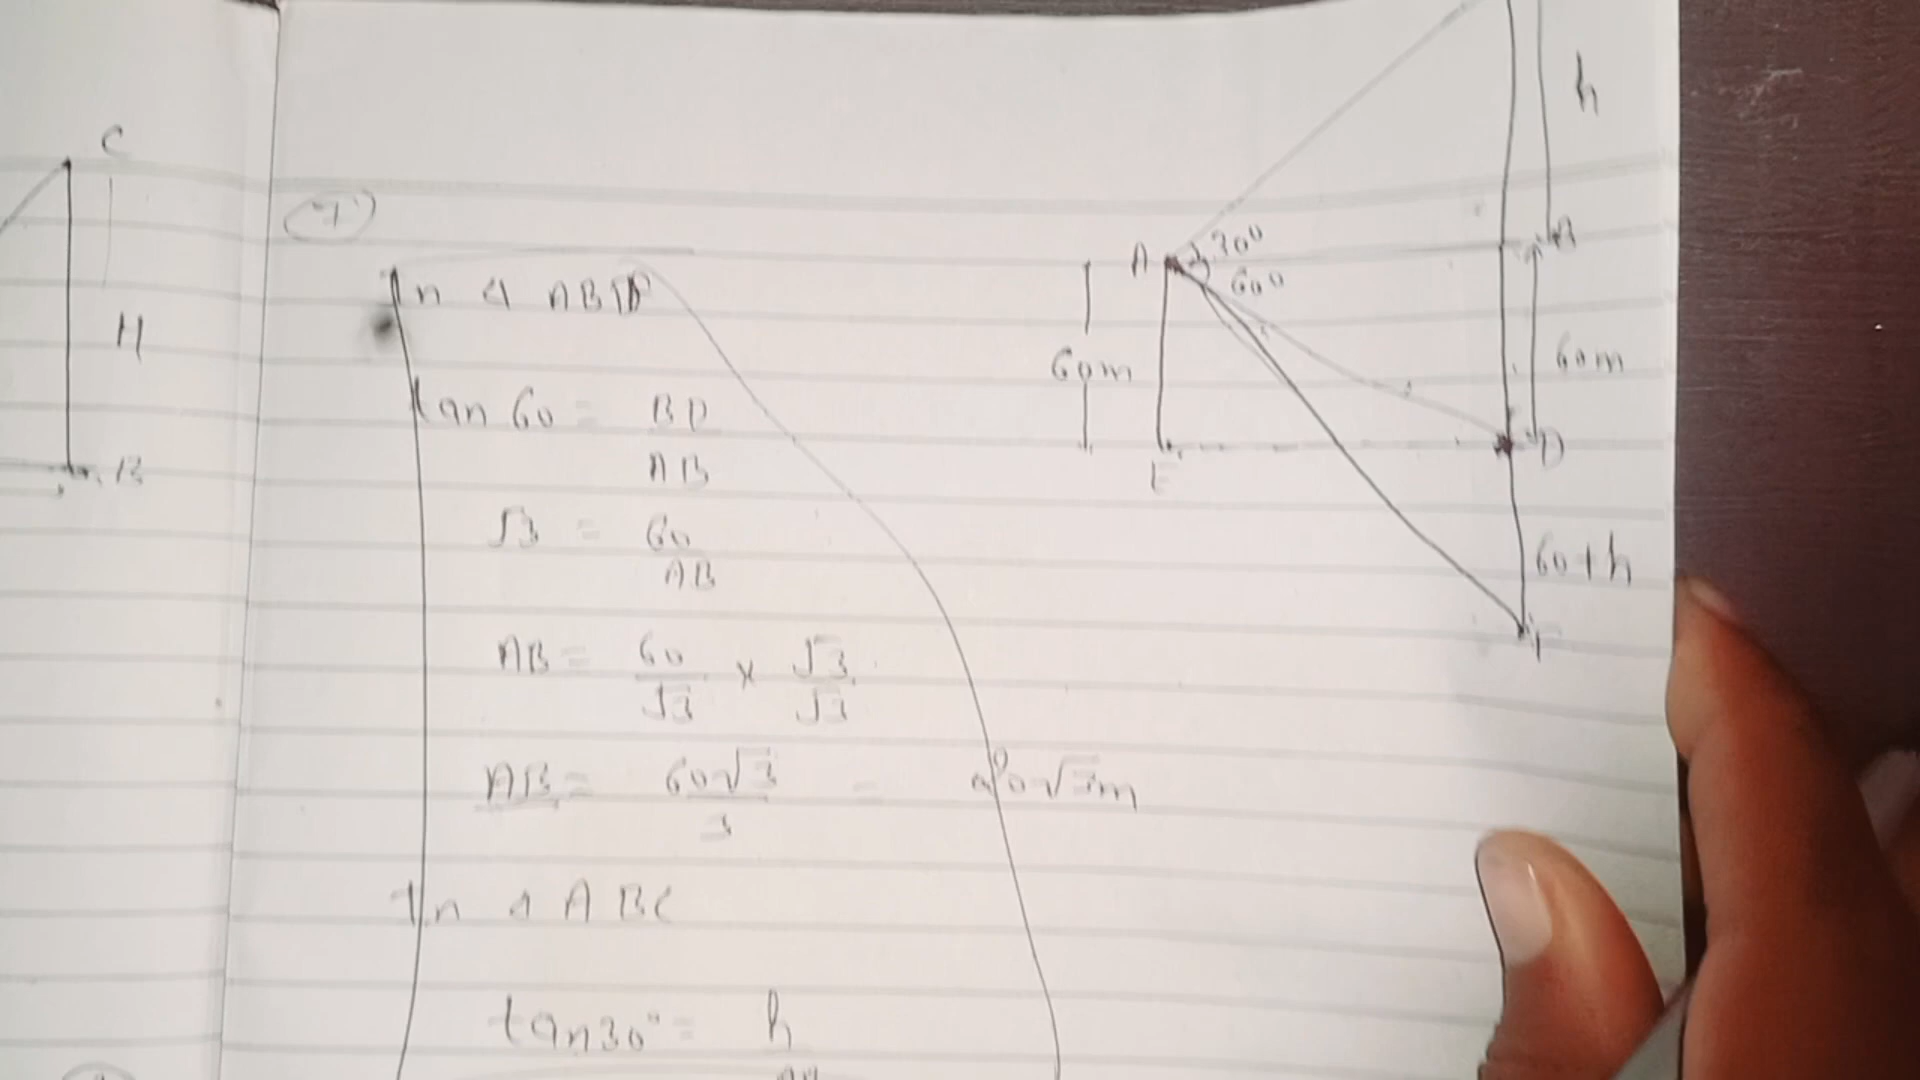 C
H
B
(7)
In △ ABD
tan 60 = BD
AB
√3 = 60
AB
AB = 60 × √3
√3 √3
AB = 60√3 = 20√3m
3
In △ ABC
tan30° = h
AB
h
A 30°
60°
B
60m
60m
E
D
60+h
F